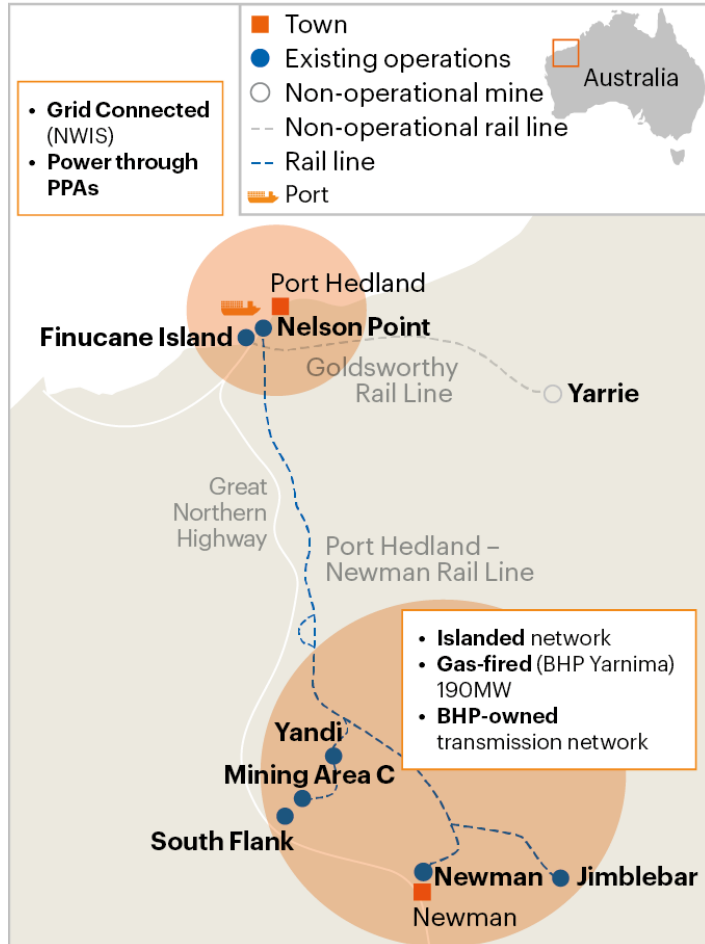 Town
Existing operations
Non-operational mine
Non-operational rail line
Rail line
Port
Australia
• Grid Connected
(NWIS)
• Power through
PPAs
Port Hedland
Nelson Point
Finucane Island
Goldsworthy
Rail Line
Yarrie
Great
Northern
Highway
Port Hedland –
Newman Rail Line
• Islanded network
• Gas-fired (BHP Yarnima)
190MW
• BHP-owned
transmission network
Yandi
Mining Area C
South Flank
Newman
Jimblebar
Newman